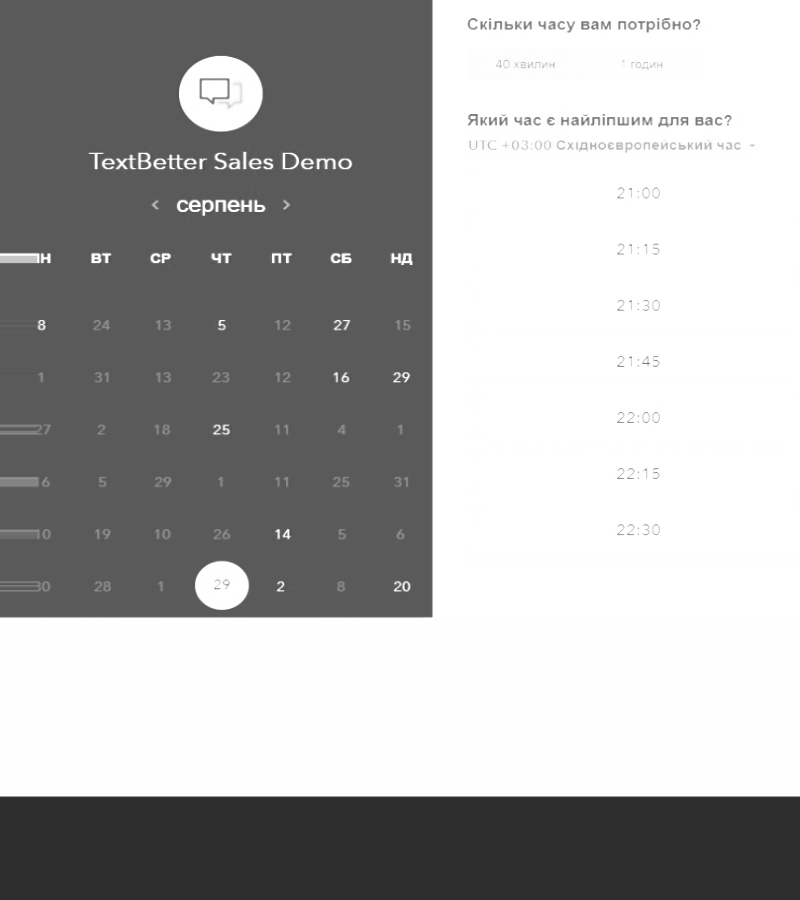 TextBetter Sales Demo
серпень
ВТ СР ЧТ ПТ СБ НД
8 24 13 5 12 27 15
1 31 13 23 12 16 29
27 2 18 25 11 4 1
6 5 29 1 11 25 31
10 19 10 26 14 5 6
30 28 1 29 2 8 20
Скільки часу вам потрібно?
40 хвилин 1 годин
Який час є найліпшим для вас?
UTC +03:00 Східноєвропейський час
21:00
21:15
21:30
21:45
22:00
22:15
22:30